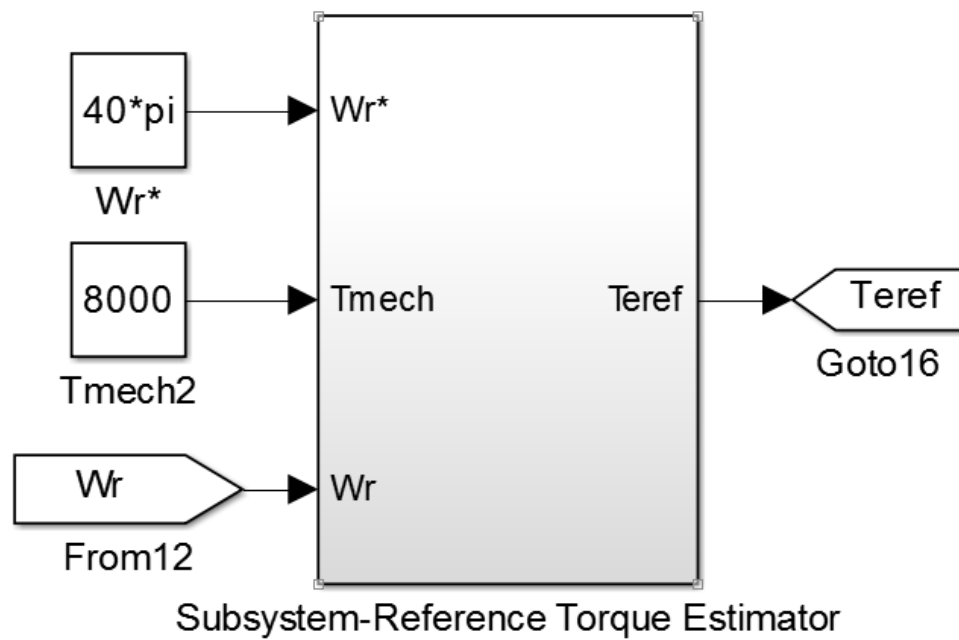 40*pi
Wr*
Wr*
8000
Tmech
Teref
Teref
Tmech2
Goto16
Wr
Wr
From12
Subsystem-Reference Torque Estimator